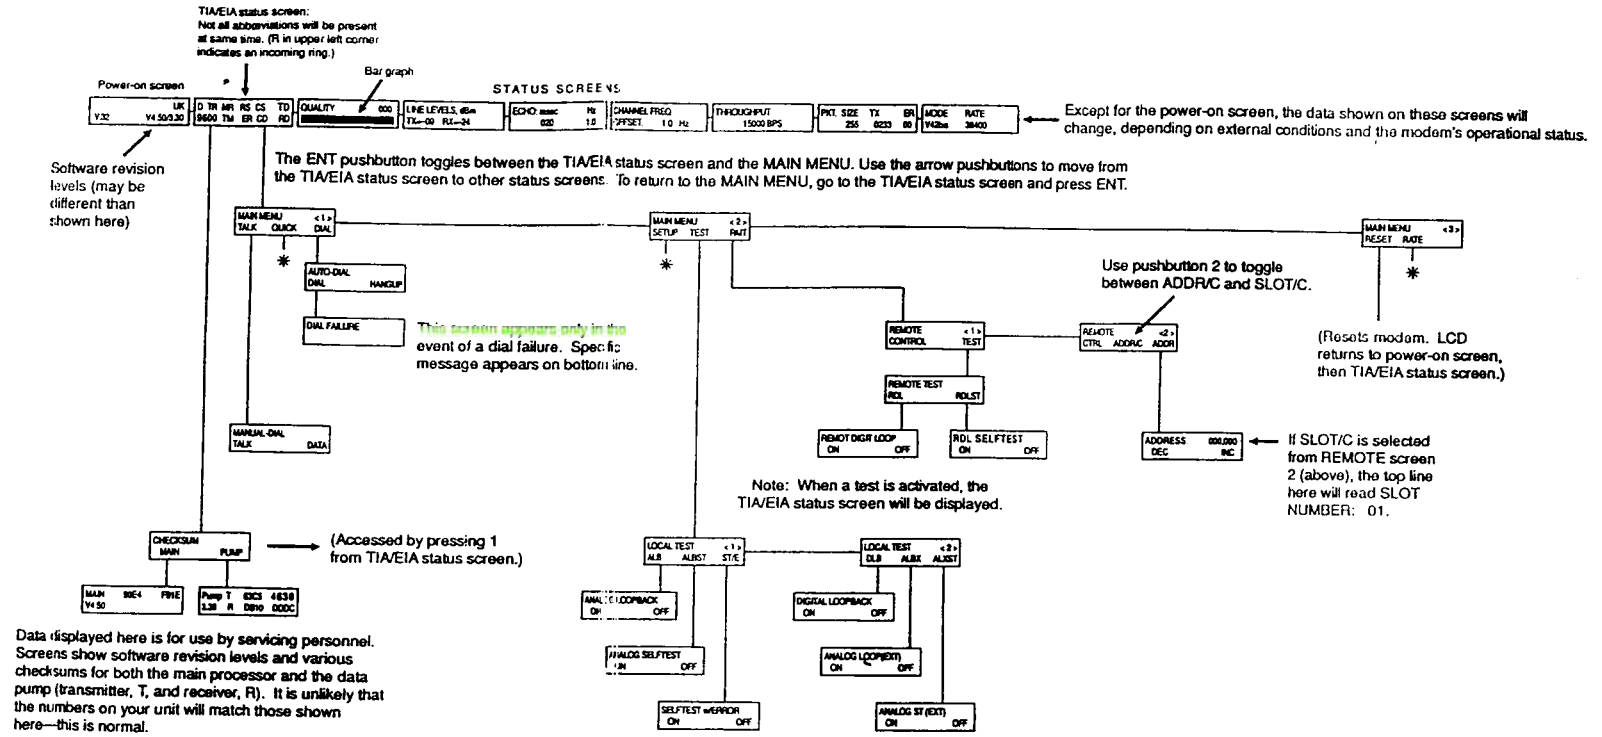 TIA/EIA status screen:
Not all abbreviations will be present
at same time. (R in upper left corner
indicates an incoming ring.)
Bar graph
Power-on screen
STATUS SCREENS
UK
V.32 V4.50/3.30
D TR MR RS CS TD
9600 TM ER CD RD
QUALITY 000
LINE LEVELS, dBm
TX--09 RX--24
ECHO: msec Hz
020 1.0
CHANNEL FREQ
OFFSET. 10 Hz
THROUGHPUT
15000 BPS
PKT. SIZE TX ER
255 0233 00
MODE RATE
V42bis 38400
Except for the power-on screen, the data shown on these screens will
change, depending on external conditions and the modem's operational status.
Software revision
levels (may be
different than
shown here)
The ENT pushbutton toggles between the TIA/EIA status screen and the MAIN MENU. Use the arrow pushbuttons to move from
the TIA/EIA status screen to other status screens. To return to the MAIN MENU, go to the TIA/EIA status screen and press ENT.
MAIN MENU <1>
TALK QUICK DIAL
*
MAIN MENU <2>
SETUP TEST RMT
*
MAIN MENU <3>
RESET RATE
*
AUTO-DIAL
DIAL HANGUP
DIAL FAILURE
This screen appears only in the
event of a dial failure. Specific
message appears on bottom line.
Use pushbutton 2 to toggle
between ADDR/C and SLOT/C.
REMOTE <1>
CONTROL TEST
REMOTE <2>
CTRL ADDR/C ADDR
(Resets modem. LCD
returns to power-on screen,
then TIA/EIA status screen.)
REMOTE TEST
RDL RDLST
MANUAL-DIAL
TALK DATA
REMOT DIGIT LOOP
ON OFF
RDL SELFTEST
ON OFF
ADDRESS 000,000
DEC INC
If SLOT/C is selected
from REMOTE screen
2 (above), the top line
here will read SLOT
NUMBER: 01.
Note: When a test is activated, the
TIA/EIA status screen will be displayed.
CHECKSUM
MAIN PUMP
(Accessed by pressing 1
from TIA/EIA status screen.)
LOCAL TEST <1>
ALB ALBST ST/E
LOCAL TEST <2>
DLB ALBX ALXST
MAIN 90E4 F91E
V4.50
Pump T 63C5 4638
3.30 R DB10 DDDC
ANALOG LOOPBACK
ON OFF
DIGITAL LOOPBACK
ON OFF
ANALOG SELFTEST
ON OFF
ANALOG LOOP(EXT)
ON OFF
SELFTEST w/ERROR
ON OFF
ANALOG ST (EXT)
ON OFF
Data displayed here is for use by servicing personnel.
Screens show software revision levels and various
checksums for both the main processor and the data
pump (transmitter, T, and receiver, R). It is unlikely that
the numbers on your unit will match those shown
here—this is normal.